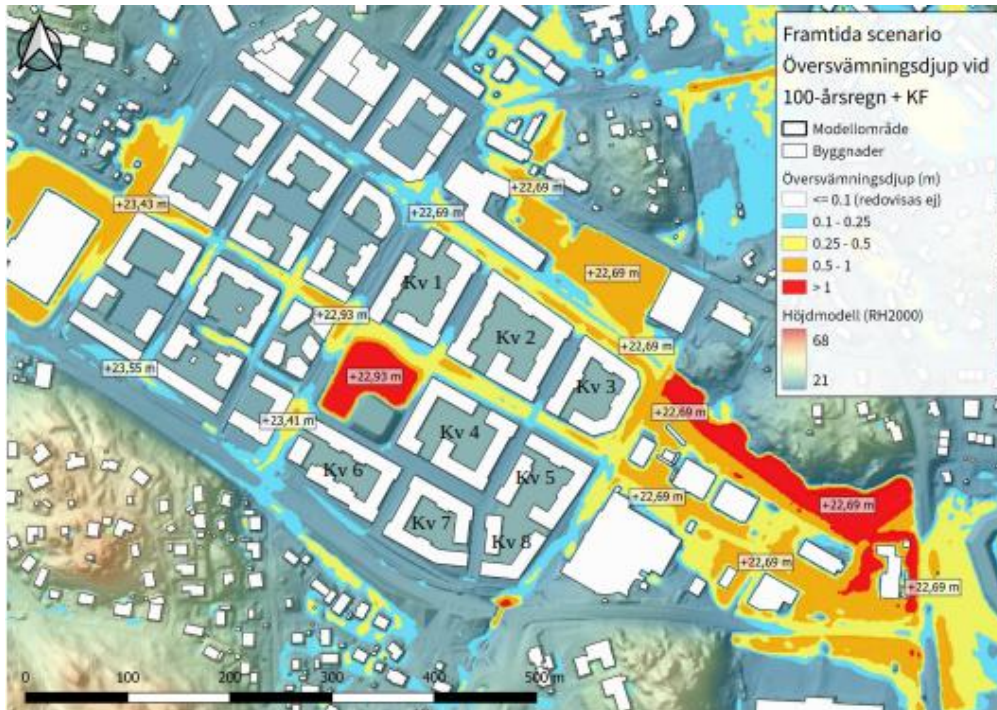 Framtida scenario
Översvämningsdjup vid
100-årsregn + KF
Modellområde
Byggnader
Översvämningsdjup (m)
<= 0.1 (redovisas ej)
0.1 - 0.25
0.25 - 0.5
0.5 - 1
> 1
Höjdmodell (RH2000)
68
21
+22,69 m
+23,43 m
+22,69 m
+22,69 m
Kv 1
+22,93 m
Kv 2
+22,69 m
+23,55 m
+22,93 m
Kv 3
+22,69 m
+23,41 m
Kv 4
Kv 6
Kv 5
+22,69 m
+22,69 m
Kv 7
Kv 8
+22,69 m
+22,69 m
0 100 200 300 400 500 m